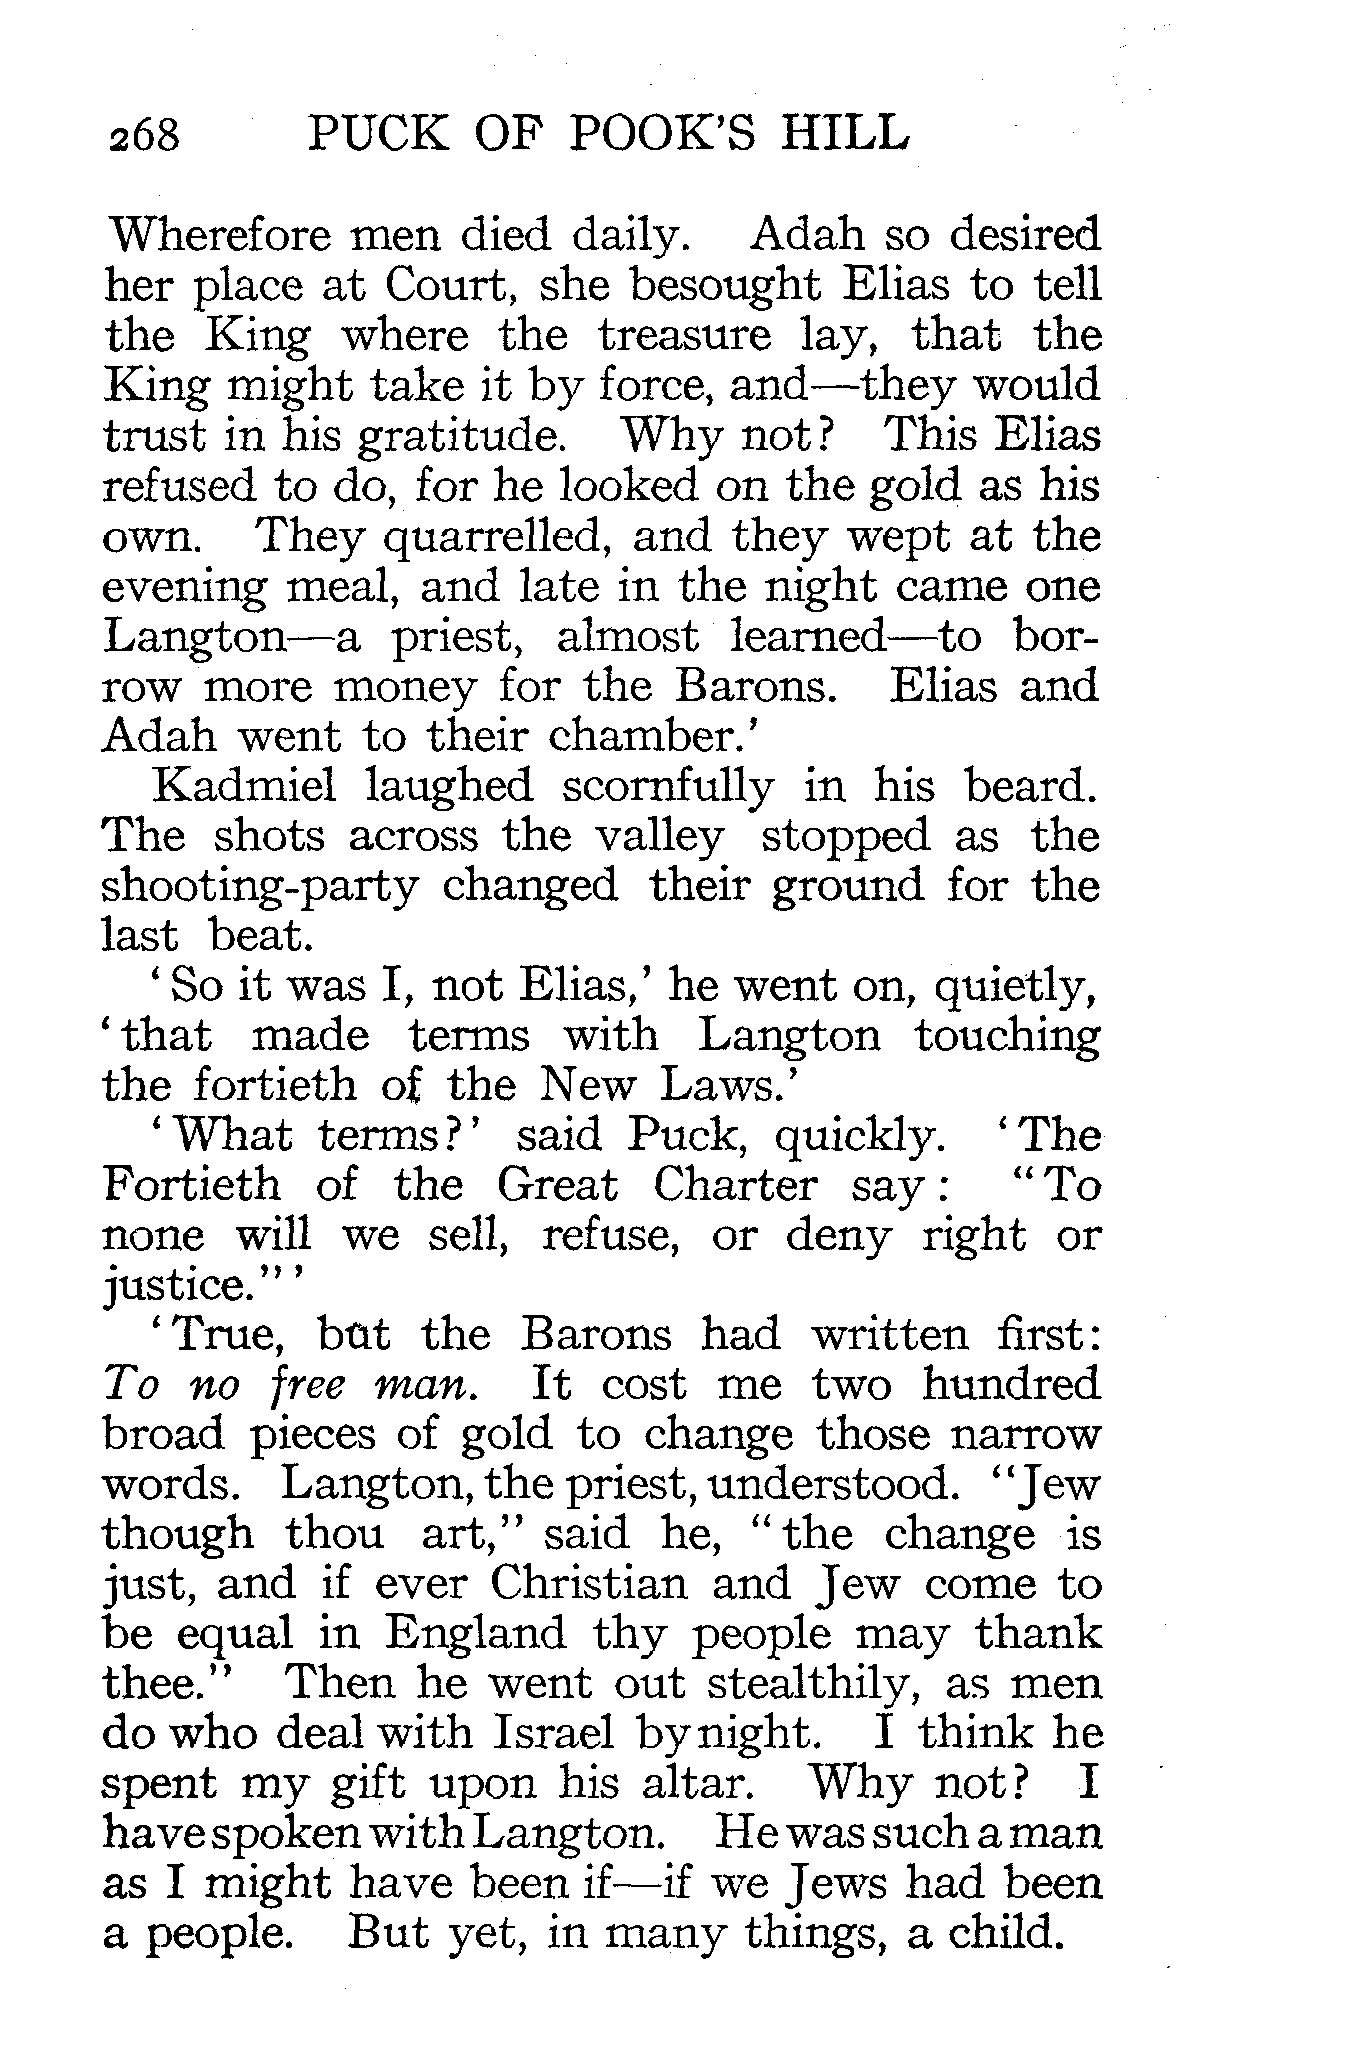 268 PUCK OF POOK'S HILL
Wherefore men died daily. Adah so desired
her place at Court, she besought Elias to tell
the King where the treasure lay, that the
King might take it by force, and—they would
trust in his gratitude. Why not? This Elias
refused to do, for he looked on the gold as his
own. They quarrelled, and they wept at the
evening meal, and late in the night came one
Langton—a priest, almost learned—to bor-
row more money for the Barons. Elias and
Adah went to their chamber.'
Kadmiel laughed scornfully in his beard.
The shots across the valley stopped as the
shooting-party changed their ground for the
last beat.
'So it was I, not Elias,' he went on, quietly,
'that made terms with Langton touching
the fortieth of the New Laws.'
'What terms?' said Puck, quickly. 'The
Fortieth of the Great Charter say: "To
none will we sell, refuse, or deny right or
justice."'
'True, but the Barons had written first:
To no free man. It cost me two hundred
broad pieces of gold to change those narrow
words. Langton, the priest, understood. "Jew
though thou art," said he, "the change is
just, and if ever Christian and Jew come to
be equal in England thy people may thank
thee." Then he went out stealthily, as men
do who deal with Israel by night. I think he
spent my gift upon his altar. Why not? I
have spoken with Langton. He was such a man
as I might have been if—if we Jews had been
a people. But yet, in many things, a child.